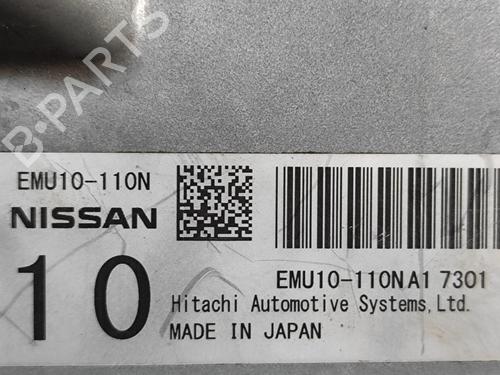 B-PARTS
EMU10-110N
NISSAN
10
EMU10-110NA1 7301
Hitachi Automotive Systems,Ltd.
MADE IN JAPAN